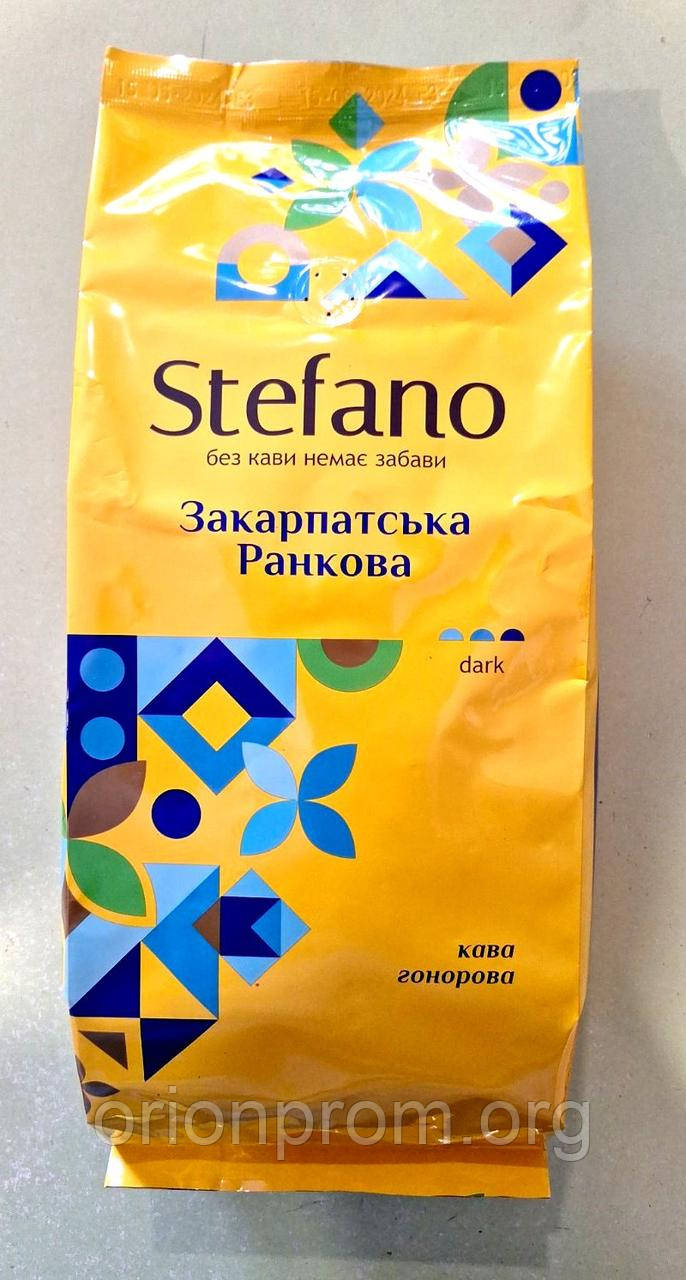 Stefano
без кави немає забави
Закарпатська
Ранкова
dark
кава
гонорова
orionprom.org